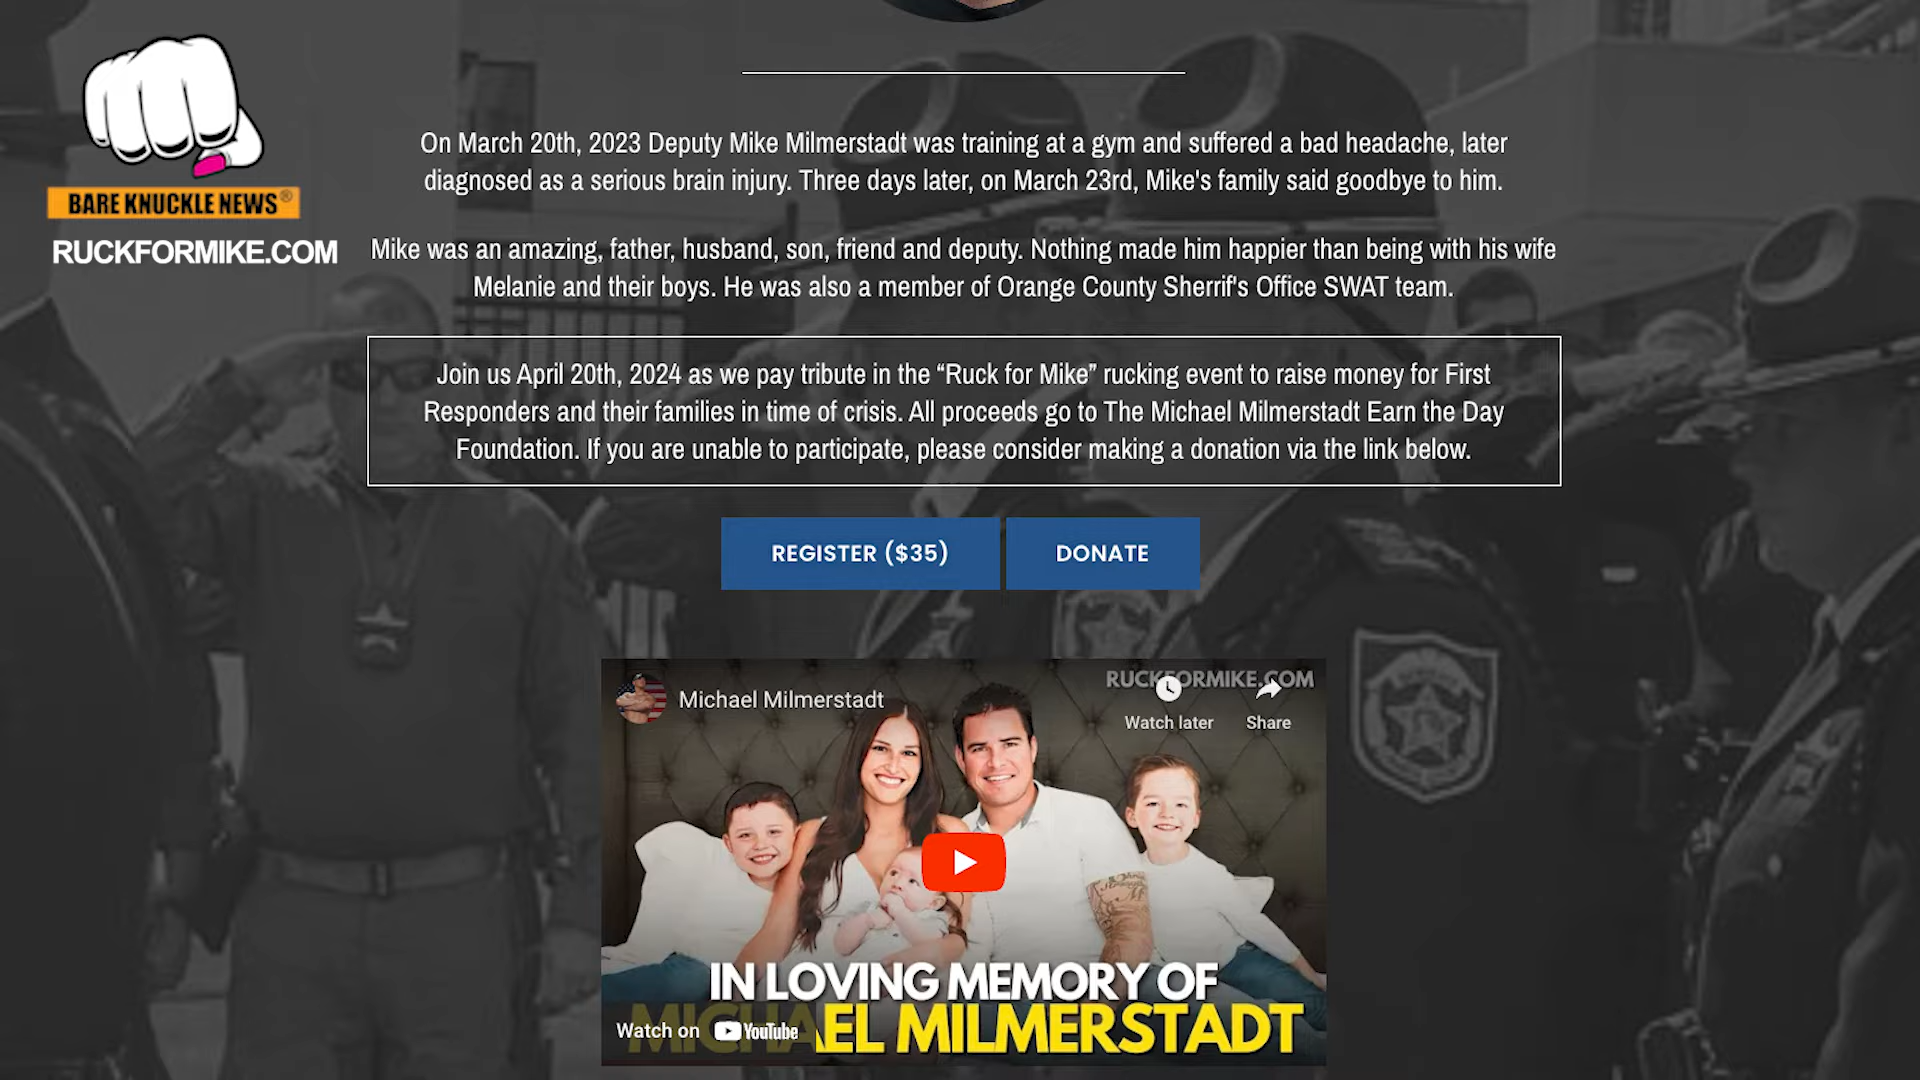 BARE KNUCKLE NEWS®
RUCKFORMIKE.COM
On March 20th, 2023 Deputy Mike Milmerstadt was training at a gym and suffered a bad headache, later
diagnosed as a serious brain injury. Three days later, on March 23rd, Mike's family said goodbye to him.
Mike was an amazing, father, husband, son, friend and deputy. Nothing made him happier than being with his wife
Melanie and their boys. He was also a member of Orange County Sherrif's Office SWAT team.
Join us April 20th, 2024 as we pay tribute in the “Ruck for Mike” rucking event to raise money for First
Responders and their families in time of crisis. All proceeds go to The Michael Milmerstadt Earn the Day
Foundation. If you are unable to participate, please consider making a donation via the link below.
REGISTER ($35)
DONATE
RUCKFORMIKE.COM
Michael Milmerstadt
Watch later
Share
IN LOVING MEMORY OF
MICHAEL MILMERSTADT
Watch on YouTube